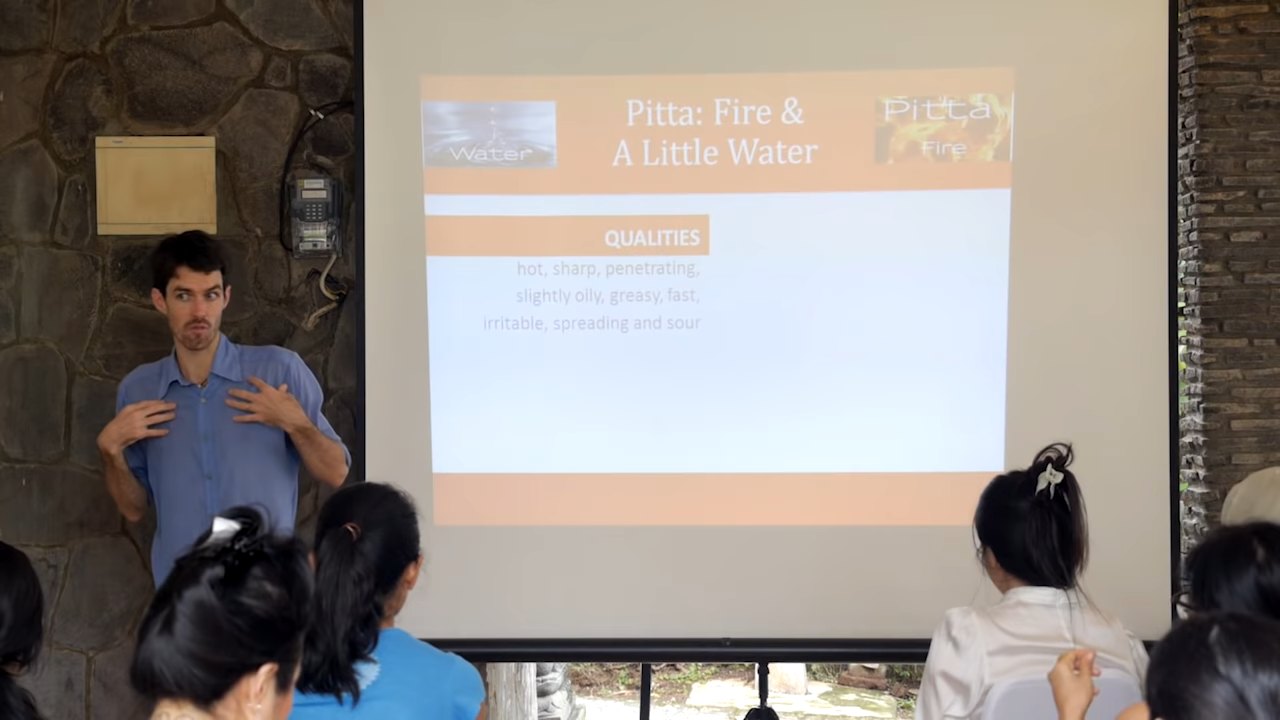 Pitta: Fire &
A Little Water
Water
Pitta
Fire
QUALITIES
hot, sharp, penetrating,
slightly oily, greasy, fast,
irritable, spreading and sour